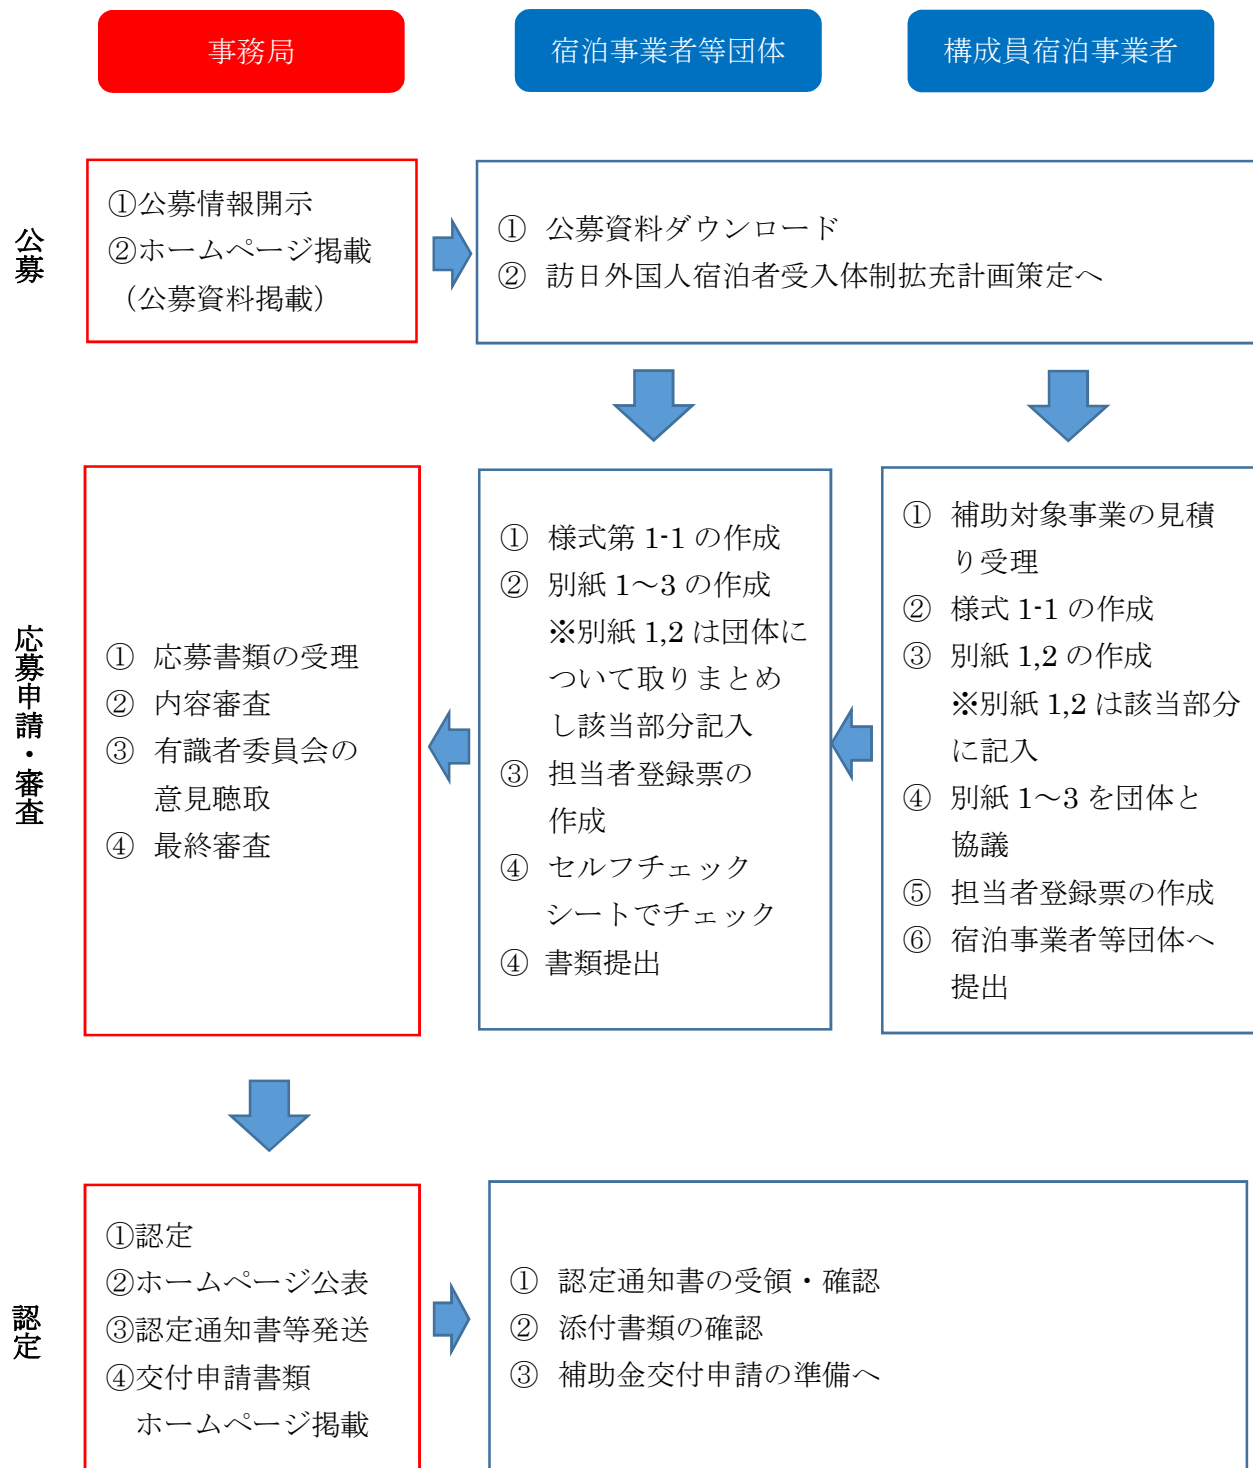 事務局
宿泊事業者等団体
構成員宿泊事業者
公募
①公募情報開示
②ホームページ掲載
（公募資料掲載）
① 公募資料ダウンロード
② 訪日外国人宿泊者受入体制拡充計画策定へ
応募申請・審査
① 応募書類の受理
② 内容審査
③ 有識者委員会の
意見聴取
④ 最終審査
① 様式第 1-1 の作成
② 別紙 1～3 の作成
※別紙 1,2 は団体に
ついて取りまとめ
し該当部分記入
③ 担当者登録票の
作成
④ セルフチェック
シートでチェック
④ 書類提出
① 補助対象事業の見積
り受理
② 様式 1-1 の作成
③ 別紙 1,2 の作成
※別紙 1,2 は該当部分
に記入
④ 別紙 1～3 を団体と
協議
⑤ 担当者登録票の作成
⑥ 宿泊事業者等団体へ
提出
認定
①認定
②ホームページ公表
③認定通知書等発送
④交付申請書類
ホームページ掲載
① 認定通知書の受領・確認
② 添付書類の確認
③ 補助金交付申請の準備へ